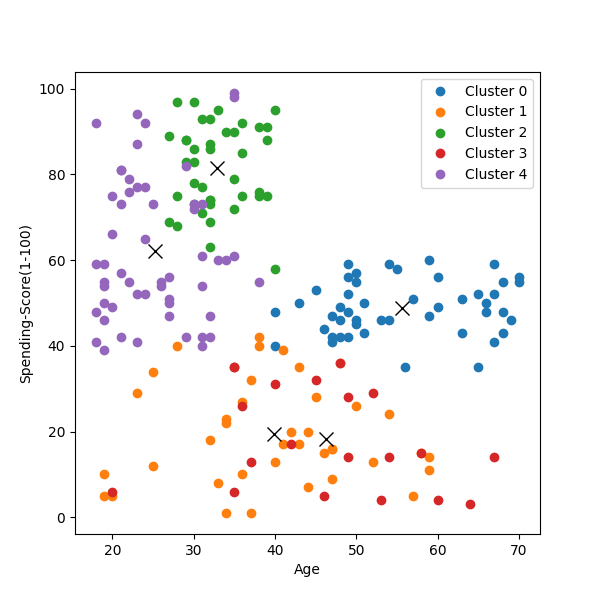 Cluster 0
Cluster 1
Cluster 2
Cluster 3
Cluster 4
100
80
60
40
20
0
Spending-Score(1-100)
20 30 40 50 60 70
Age